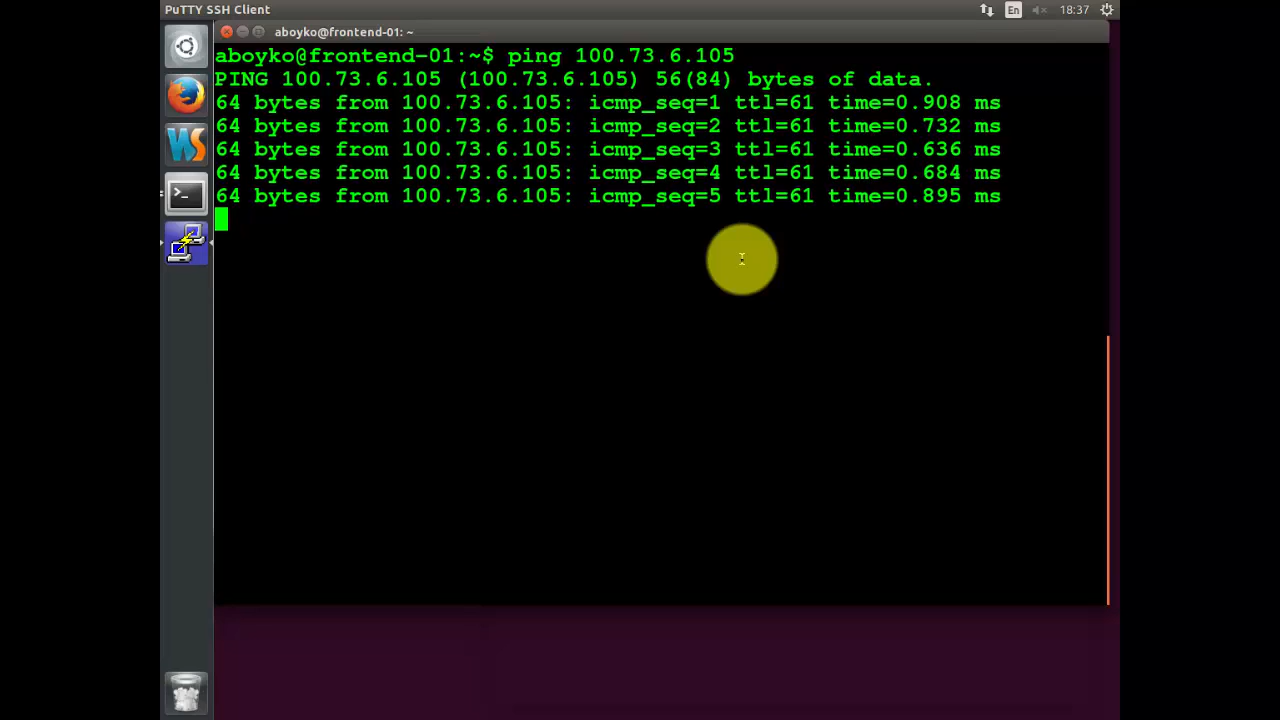 PuTTY SSH Client
En
18:37
aboyko@frontend-01: ~
aboyko@frontend-01:~$ ping 100.73.6.105
PING 100.73.6.105 (100.73.6.105) 56(84) bytes of data.
64 bytes from 100.73.6.105: icmp_seq=1 ttl=61 time=0.908 ms
64 bytes from 100.73.6.105: icmp_seq=2 ttl=61 time=0.732 ms
64 bytes from 100.73.6.105: icmp_seq=3 ttl=61 time=0.636 ms
64 bytes from 100.73.6.105: icmp_seq=4 ttl=61 time=0.684 ms
64 bytes from 100.73.6.105: icmp_seq=5 ttl=61 time=0.895 ms
WS
>_